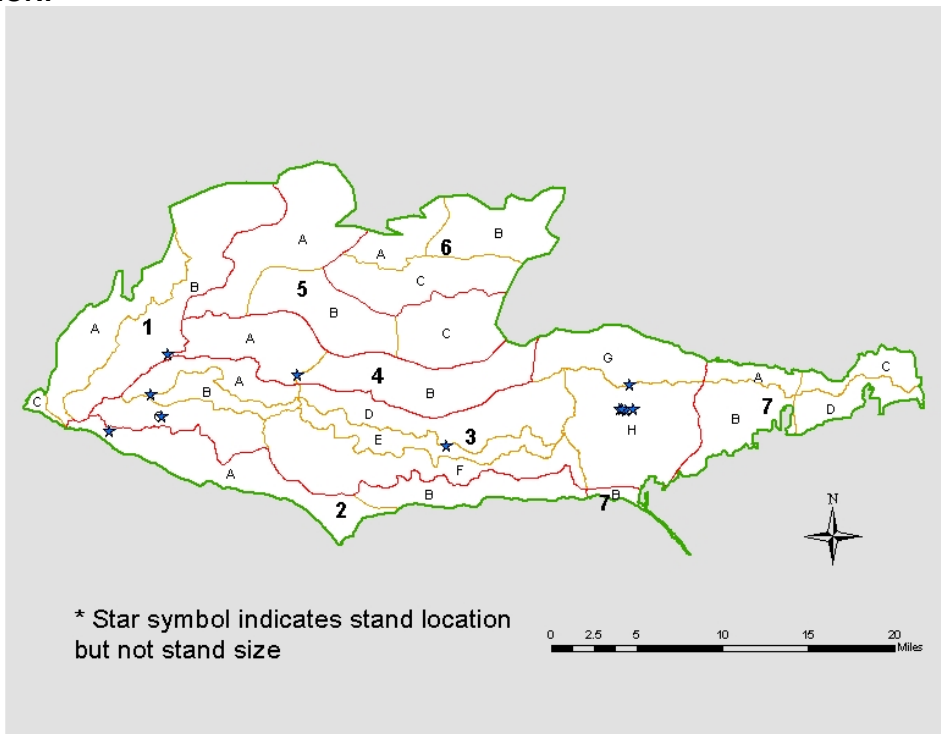 A
B
6
A
A
C
B
5
B
A
1
C
A
G
C
A
4
A
B
B
7
D
B
C
D
H
3
E
C
F
A
B
B
7
2
N
* Star symbol indicates stand location
but not stand size
0 2.5 5 10 15 20
Miles